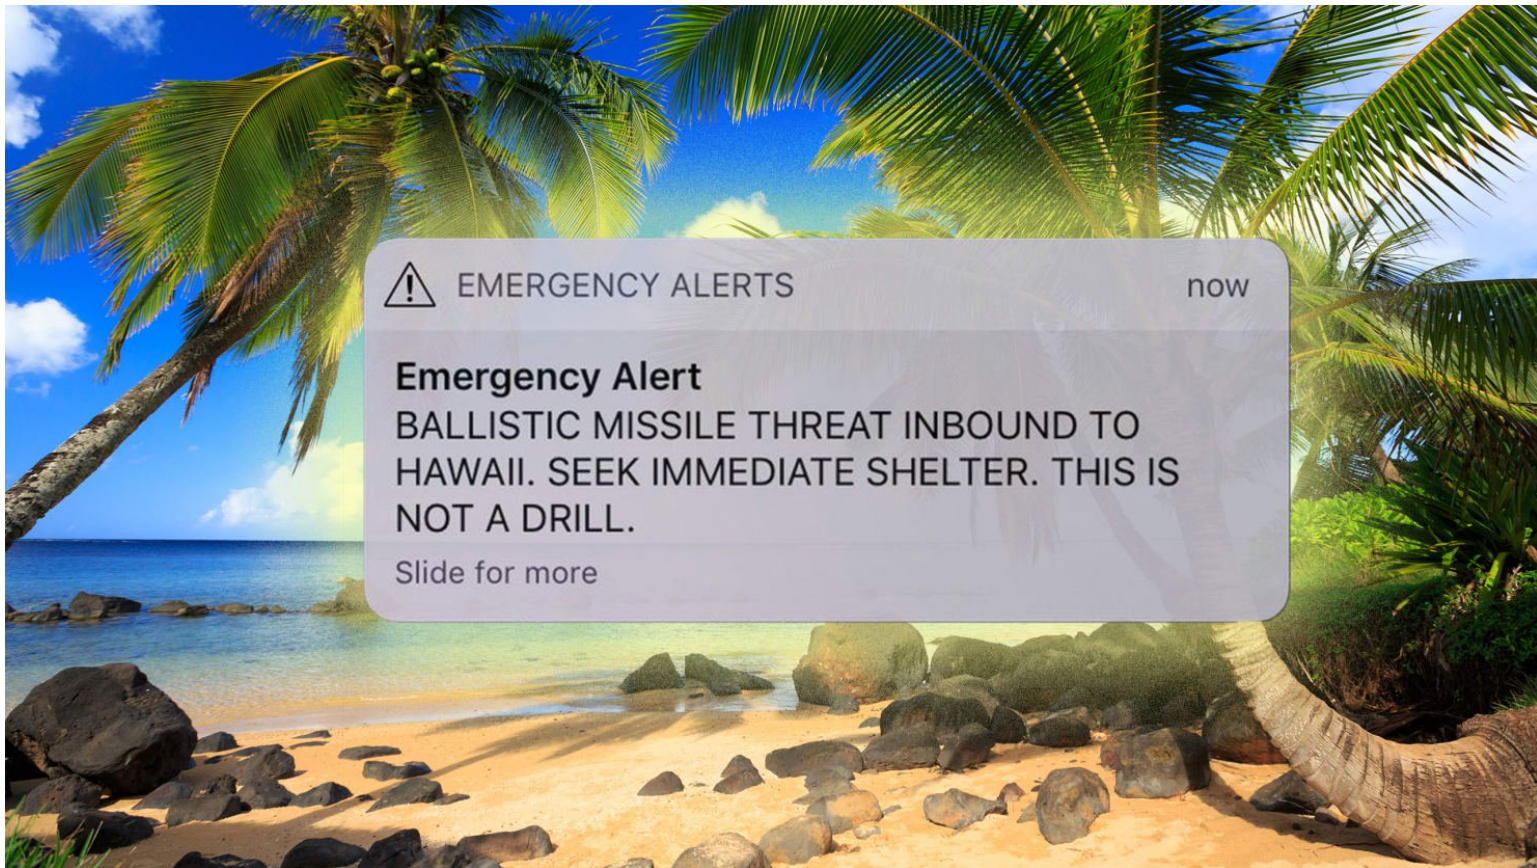 EMERGENCY ALERTS
now
Emergency Alert
BALLISTIC MISSILE THREAT INBOUND TO
HAWAII. SEEK IMMEDIATE SHELTER. THIS IS
NOT A DRILL.
Slide for more